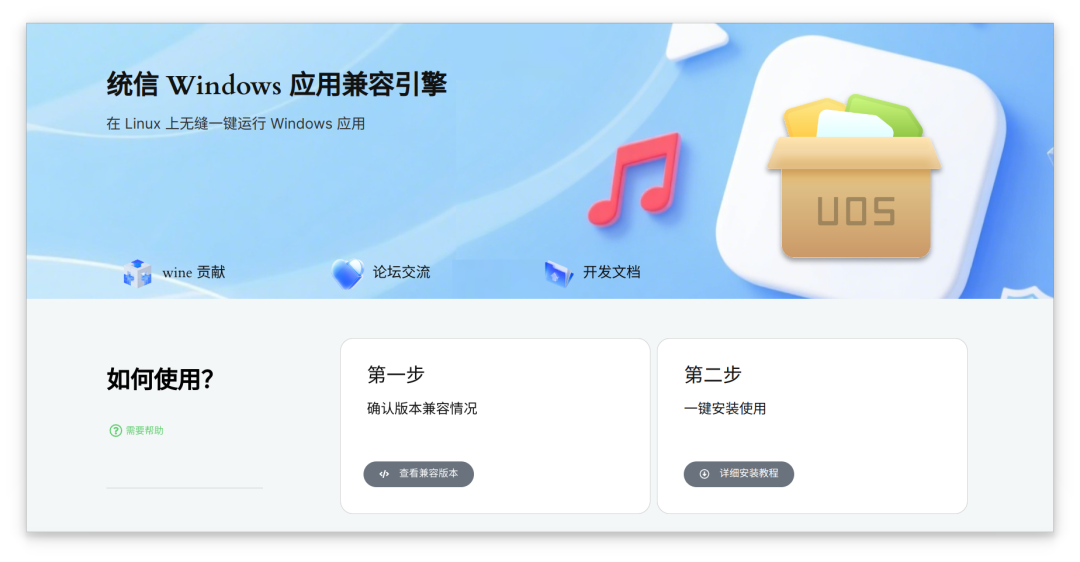 统信 Windows 应用兼容引擎
在 Linux 上无缝一键运行 Windows 应用
UOS
wine 贡献
论坛交流
开发文档
如何使用?
需要帮助
第一步
确认版本兼容情况
查看兼容版本
第二步
一键安装使用
详细安装教程